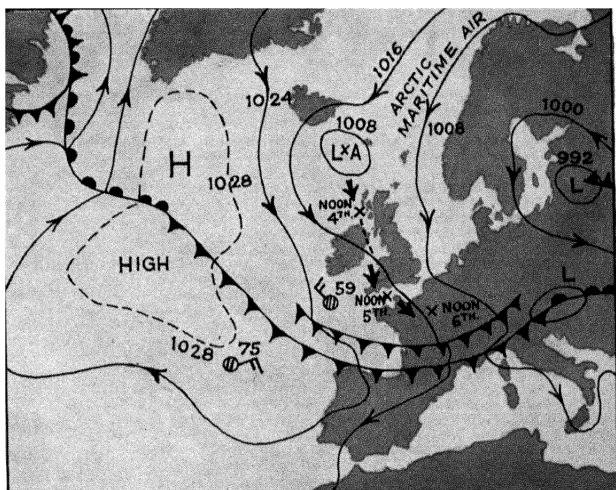 1016
ARCTIC
MARITIME AIR
1024
1008
1008
1000
L×A
992
L
H
1028
NOON
4TH.
HIGH
59
NOON
5TH.
NOON
6TH.
L
1028
75